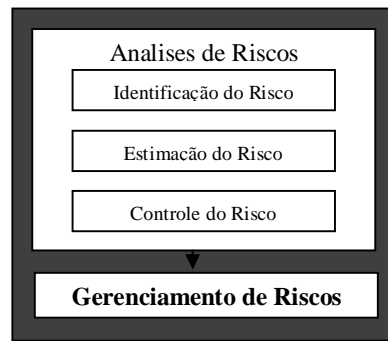 Analises de Riscos
Identificação do Risco
Estimação do Risco
Controle do Risco
Gerenciamento de Riscos